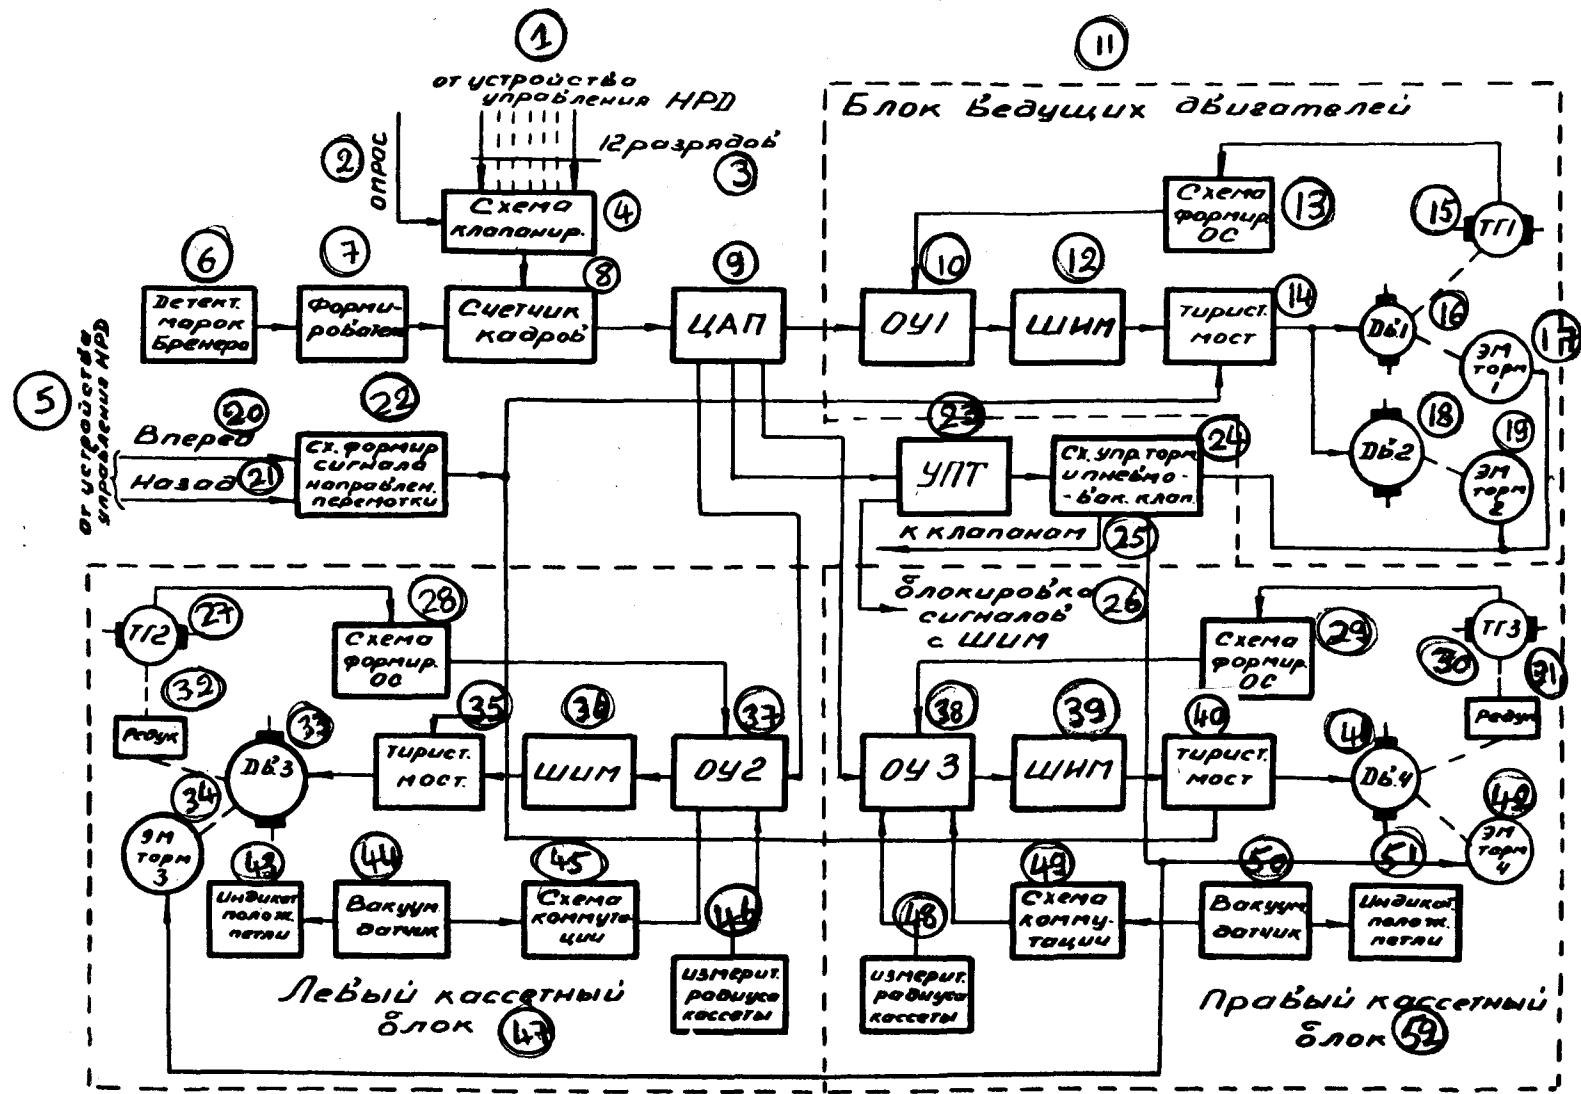 1
от устройства
управления НРD
2
опрос
12 разрядов
3
Схема
клапанир.
4
5
от устройства
управления НРD
6
Детект.
марок
Бренера
7
Форми-
рователь
8
Счетчик
кадров
9
ЦАП
11
Блок ведущих двигателей
10
ОУ1
12
ШИМ
13
Схема
формир.
ОС
14
тирист.
мост
15
ТГ1
16
Дв.1
17
ЭМ
торм
1
18
Дв.2
19
ЭМ
торм
2
20
Вперед
Назад
21
22
Сх. формир
сигнала
направлен.
перемотки
23
УПТ
24
Сх. упр. торм
и пневмо-
-вак. клап.
к клапанам
25
блокировка
сигналов
с ШИМ
26
27
ТГ2
28
Схема
формир.
ОС
32
Редук
33
Дв.3
34
ЭМ
торм
3
35
тирист.
мост.
36
ШИМ
37
ОУ2
43
Индикат
полож.
петли
44
Вакуум
датчик
45
Схема
коммута-
ции
46
измерит.
радиуса
кассеты
Левый кассетный
блок
47
29
Схема
формир.
ОС
30
ТГ3
31
Редук
38
ОУ3
39
ШИМ
40
тирист.
мост
41
Дв.4
42
ЭМ
торм
4
48
измерит.
радиуса
кассеты
49
Схема
комму-
тации
50
Вакуум
датчик
51
Индикат.
полож.
петли
Правый кассетный
блок
52